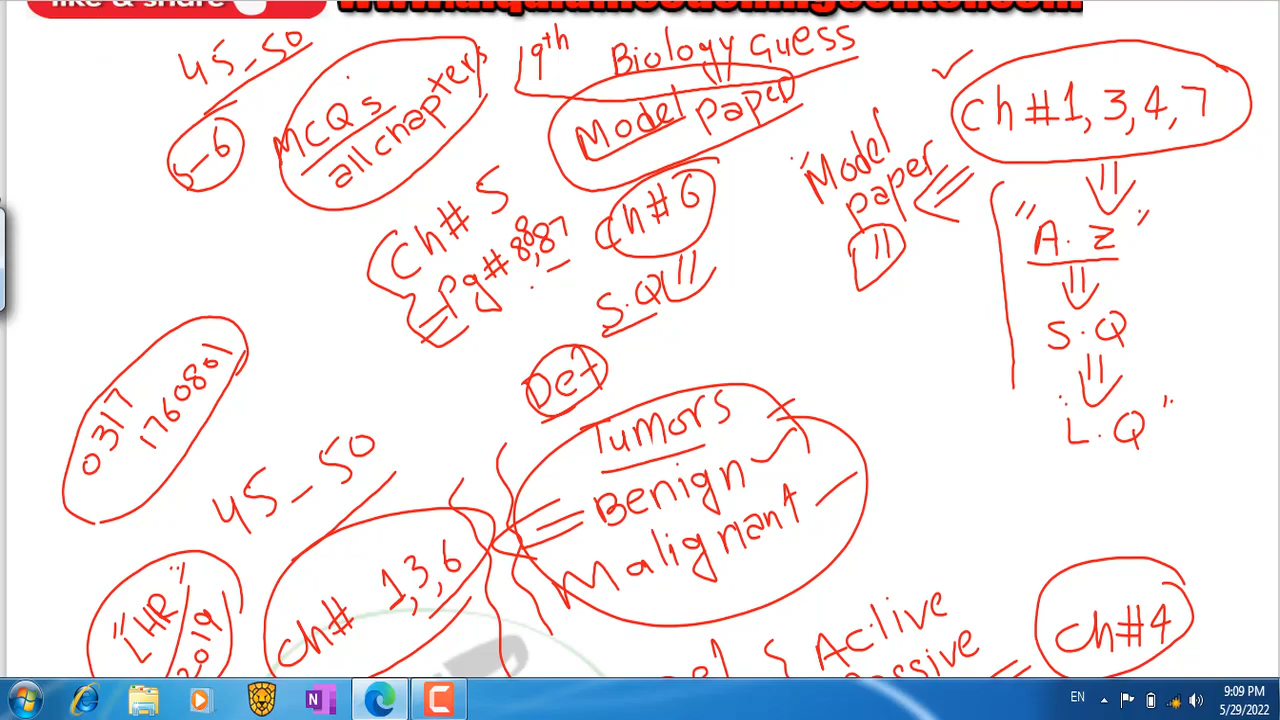 like & share
45_50
5-6
MCQs
all chapters
9th Biology Guess
Model paper
Ch # 5
Pg# 88,87
Ch # 6
S.Q
"Model
paper
Ch #1,3,4,7
"A.Z"
S.Q
"L.Q"
0317
1760801
Def
Tumors
Benign
Malignant
45_50
Ch# 1,3,6
"LHR"
2019
Active
Ch#4
EN
9:09 PM
5/29/2022